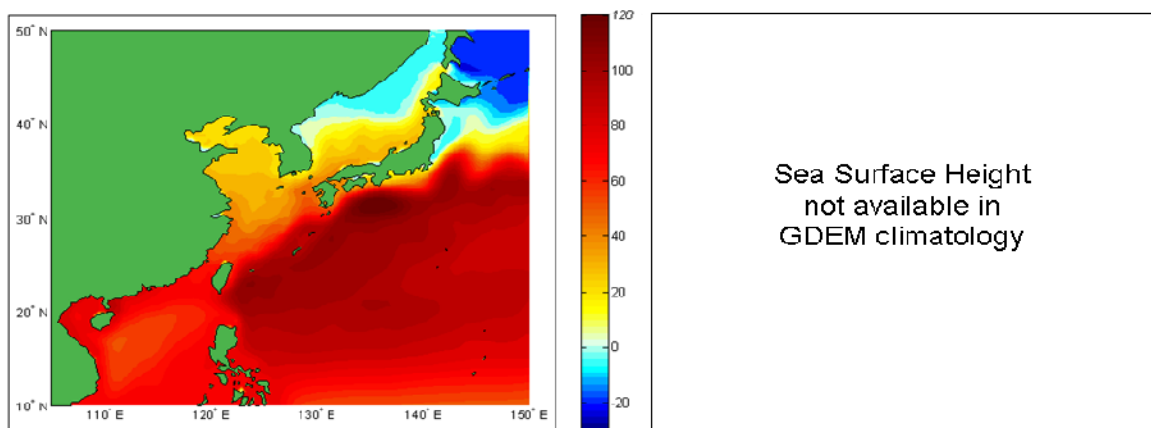 50° N
40° N
30° N
20° N
10° N
110° E
120° E
130° E
140° E
150° E
120
100
80
60
40
20
0
-20
Sea Surface Height
not available in
GDEM climatology